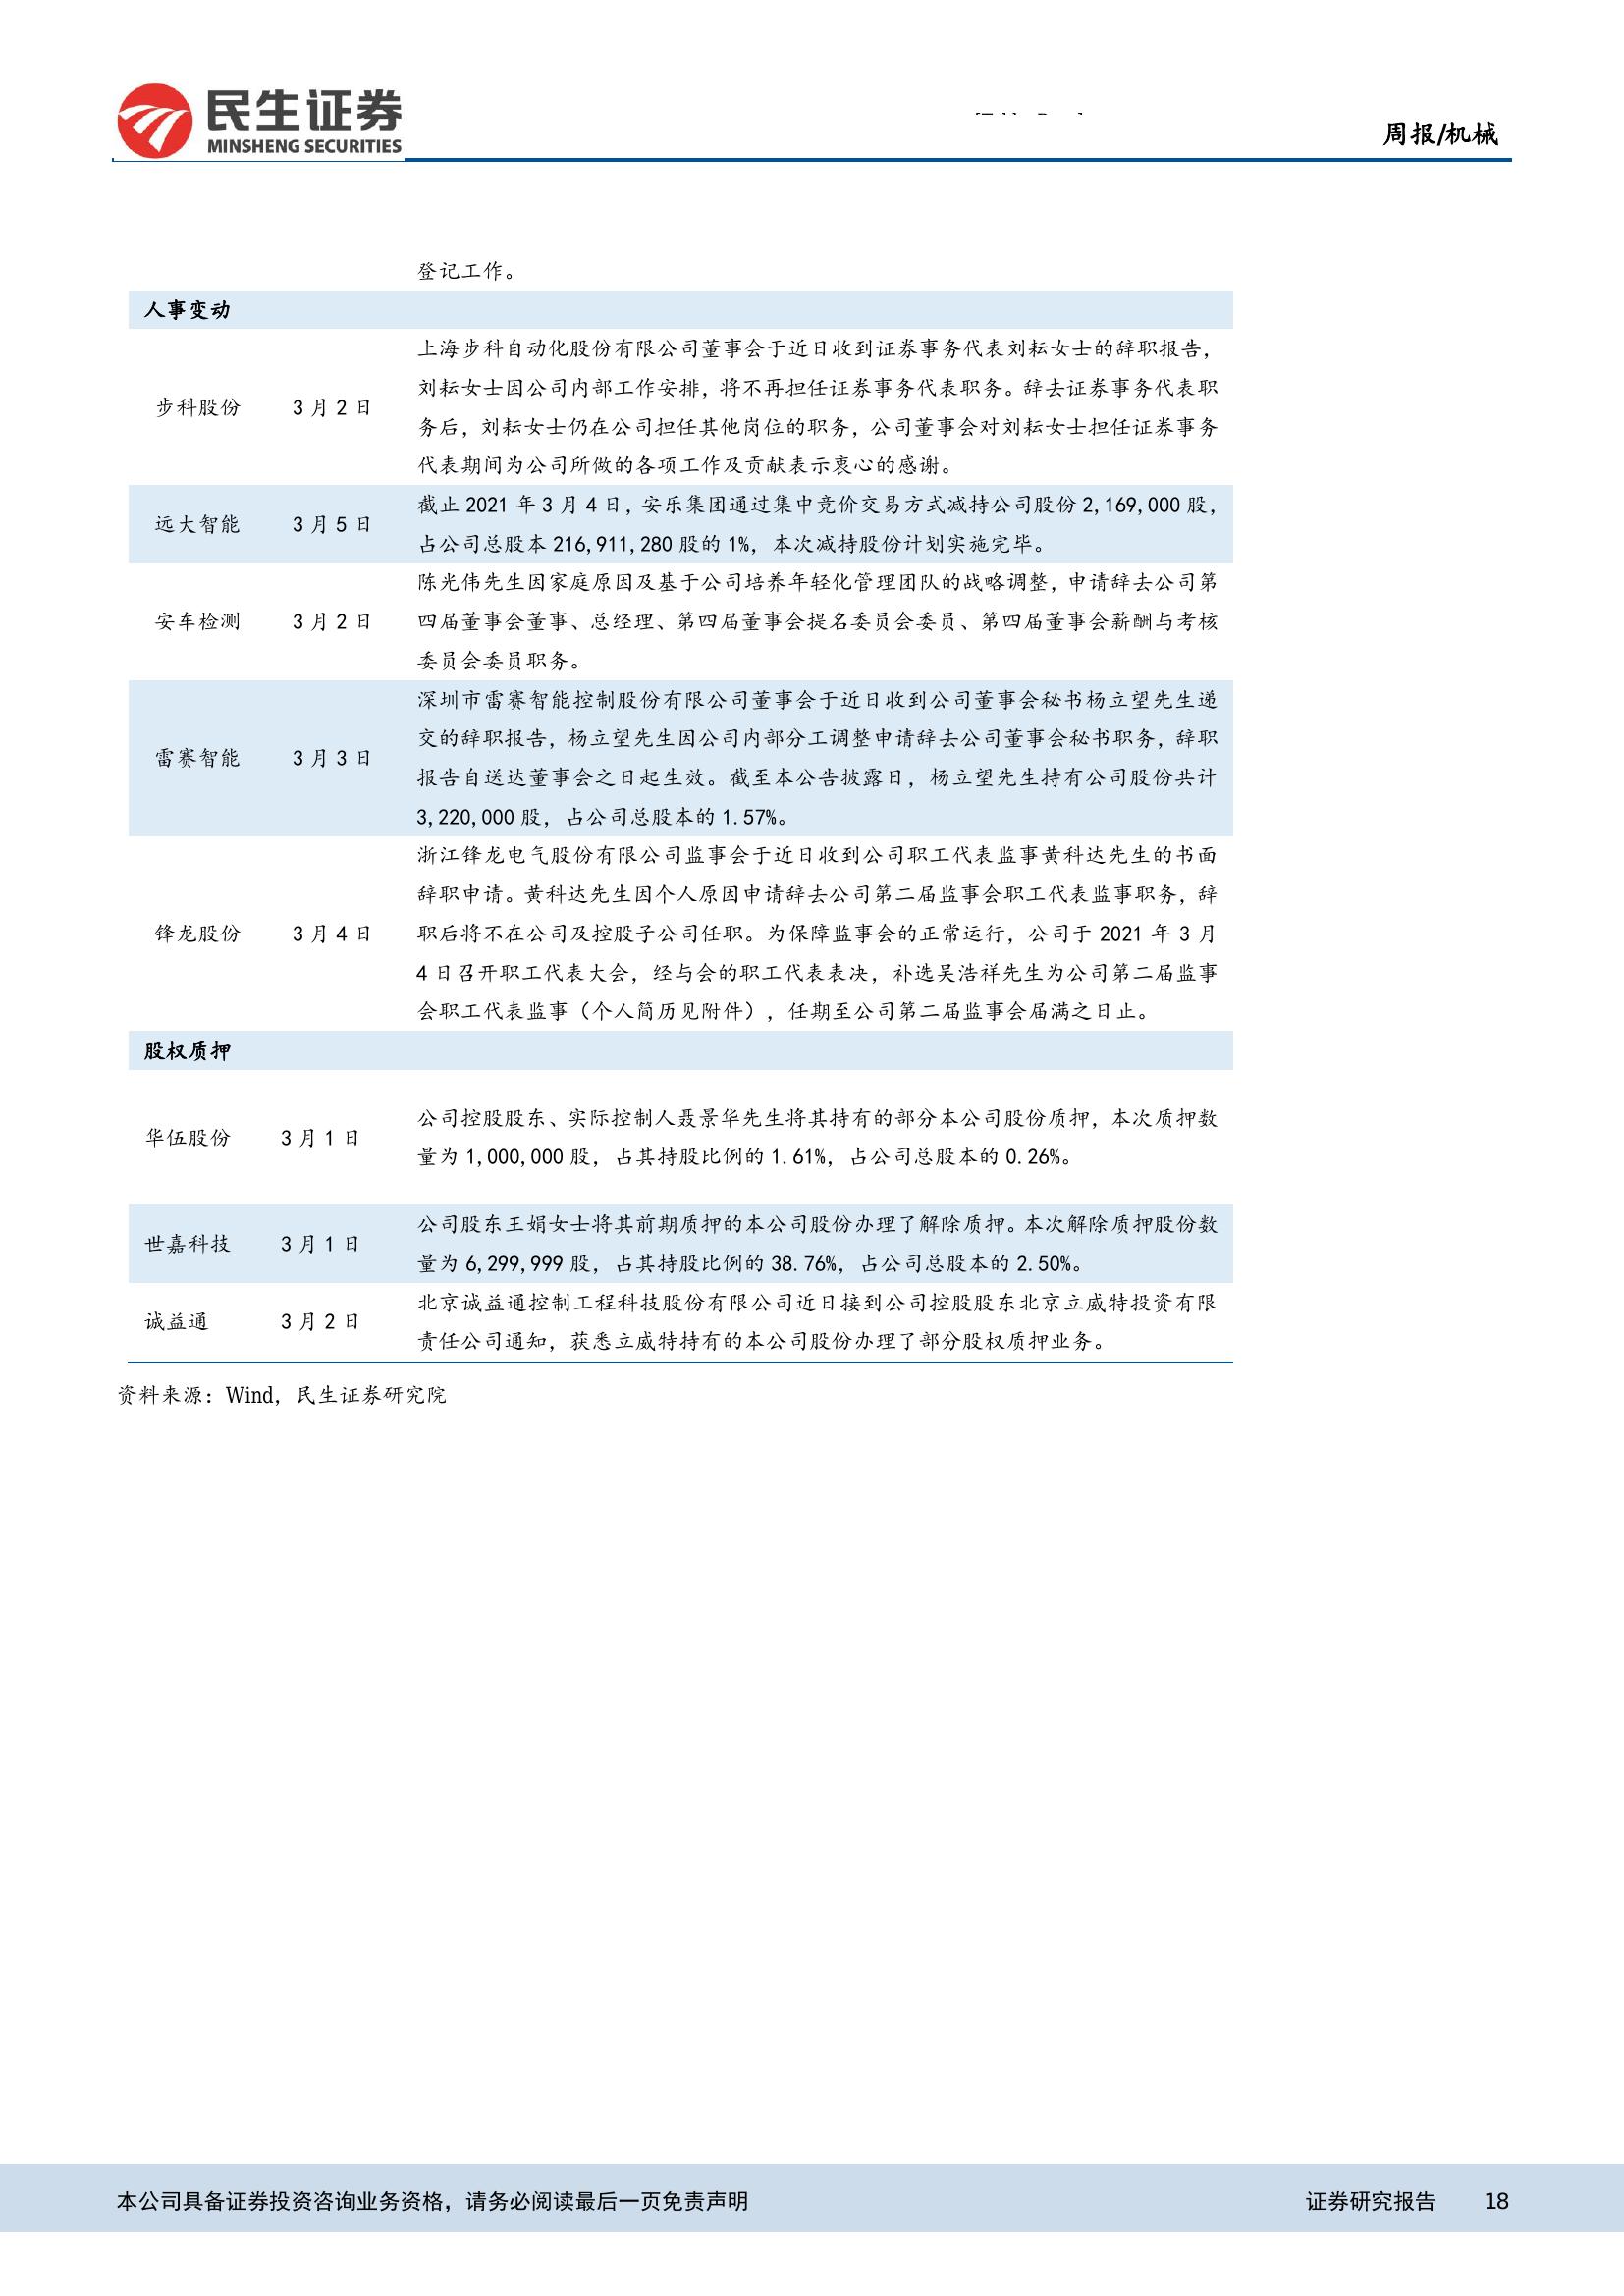 民生证券
MINSHENG SECURITIES
周报/机械
登记工作。
人事变动
步科股份 3月2日 上海步科自动化股份有限公司董事会于近日收到证券事务代表刘耘女士的辞职报告，
刘耘女士因公司内部工作安排，将不再担任证券事务代表职务。辞去证券事务代表职
务后，刘耘女士仍在公司担任其他岗位的职务，公司董事会对刘耘女士担任证券事务
代表期间为公司所做的各项工作及贡献表示衷心的感谢。
远大智能 3月5日 截止 2021 年 3 月 4 日，安乐集团通过集中竞价交易方式减持公司股份 2,169,000 股，
占公司总股本 216,911,280 股的 1%，本次减持股份计划实施完毕。
安车检测 3月2日 陈光伟先生因家庭原因及基于公司培养年轻化管理团队的战略调整，申请辞去公司第
四届董事会董事、总经理、第四届董事会提名委员会委员、第四届董事会薪酬与考核
委员会委员职务。
雷赛智能 3月3日 深圳市雷赛智能控制股份有限公司董事会于近日收到公司董事会秘书杨立望先生递
交的辞职报告，杨立望先生因公司内部分工调整申请辞去公司董事会秘书职务，辞职
报告自送达董事会之日起生效。截至本公告披露日，杨立望先生持有公司股份共计
3,220,000 股，占公司总股本的 1.57%。
锋龙股份 3月4日 浙江锋龙电气股份有限公司监事会于近日收到公司职工代表监事黄科达先生的书面
辞职申请。黄科达先生因个人原因申请辞去公司第二届监事会职工代表监事职务，辞
职后将不在公司及控股子公司任职。为保障监事会的正常运行，公司于 2021 年 3 月
4 日召开职工代表大会，经与会的职工代表表决，补选吴浩祥先生为公司第二届监事
会职工代表监事（个人简历见附件），任期至公司第二届监事会届满之日止。
股权质押
华伍股份 3月1日 公司控股股东、实际控制人聂景华先生将其持有的部分本公司股份质押，本次质押数
量为 1,000,000 股，占其持股比例的 1.61%，占公司总股本的 0.26%。
世嘉科技 3月1日 公司股东王娟女士将其前期质押的本公司股份办理了解除质押。本次解除质押股份数
量为 6,299,999 股，占其持股比例的 38.76%，占公司总股本的 2.50%。
诚益通 3月2日 北京诚益通控制工程科技股份有限公司近日接到公司控股股东北京立威特投资有限
责任公司通知，获悉立威特持有的本公司股份办理了部分股权质押业务。
资料来源：Wind，民生证券研究院
本公司具备证券投资咨询业务资格，请务必阅读最后一页免责声明 证券研究报告 18